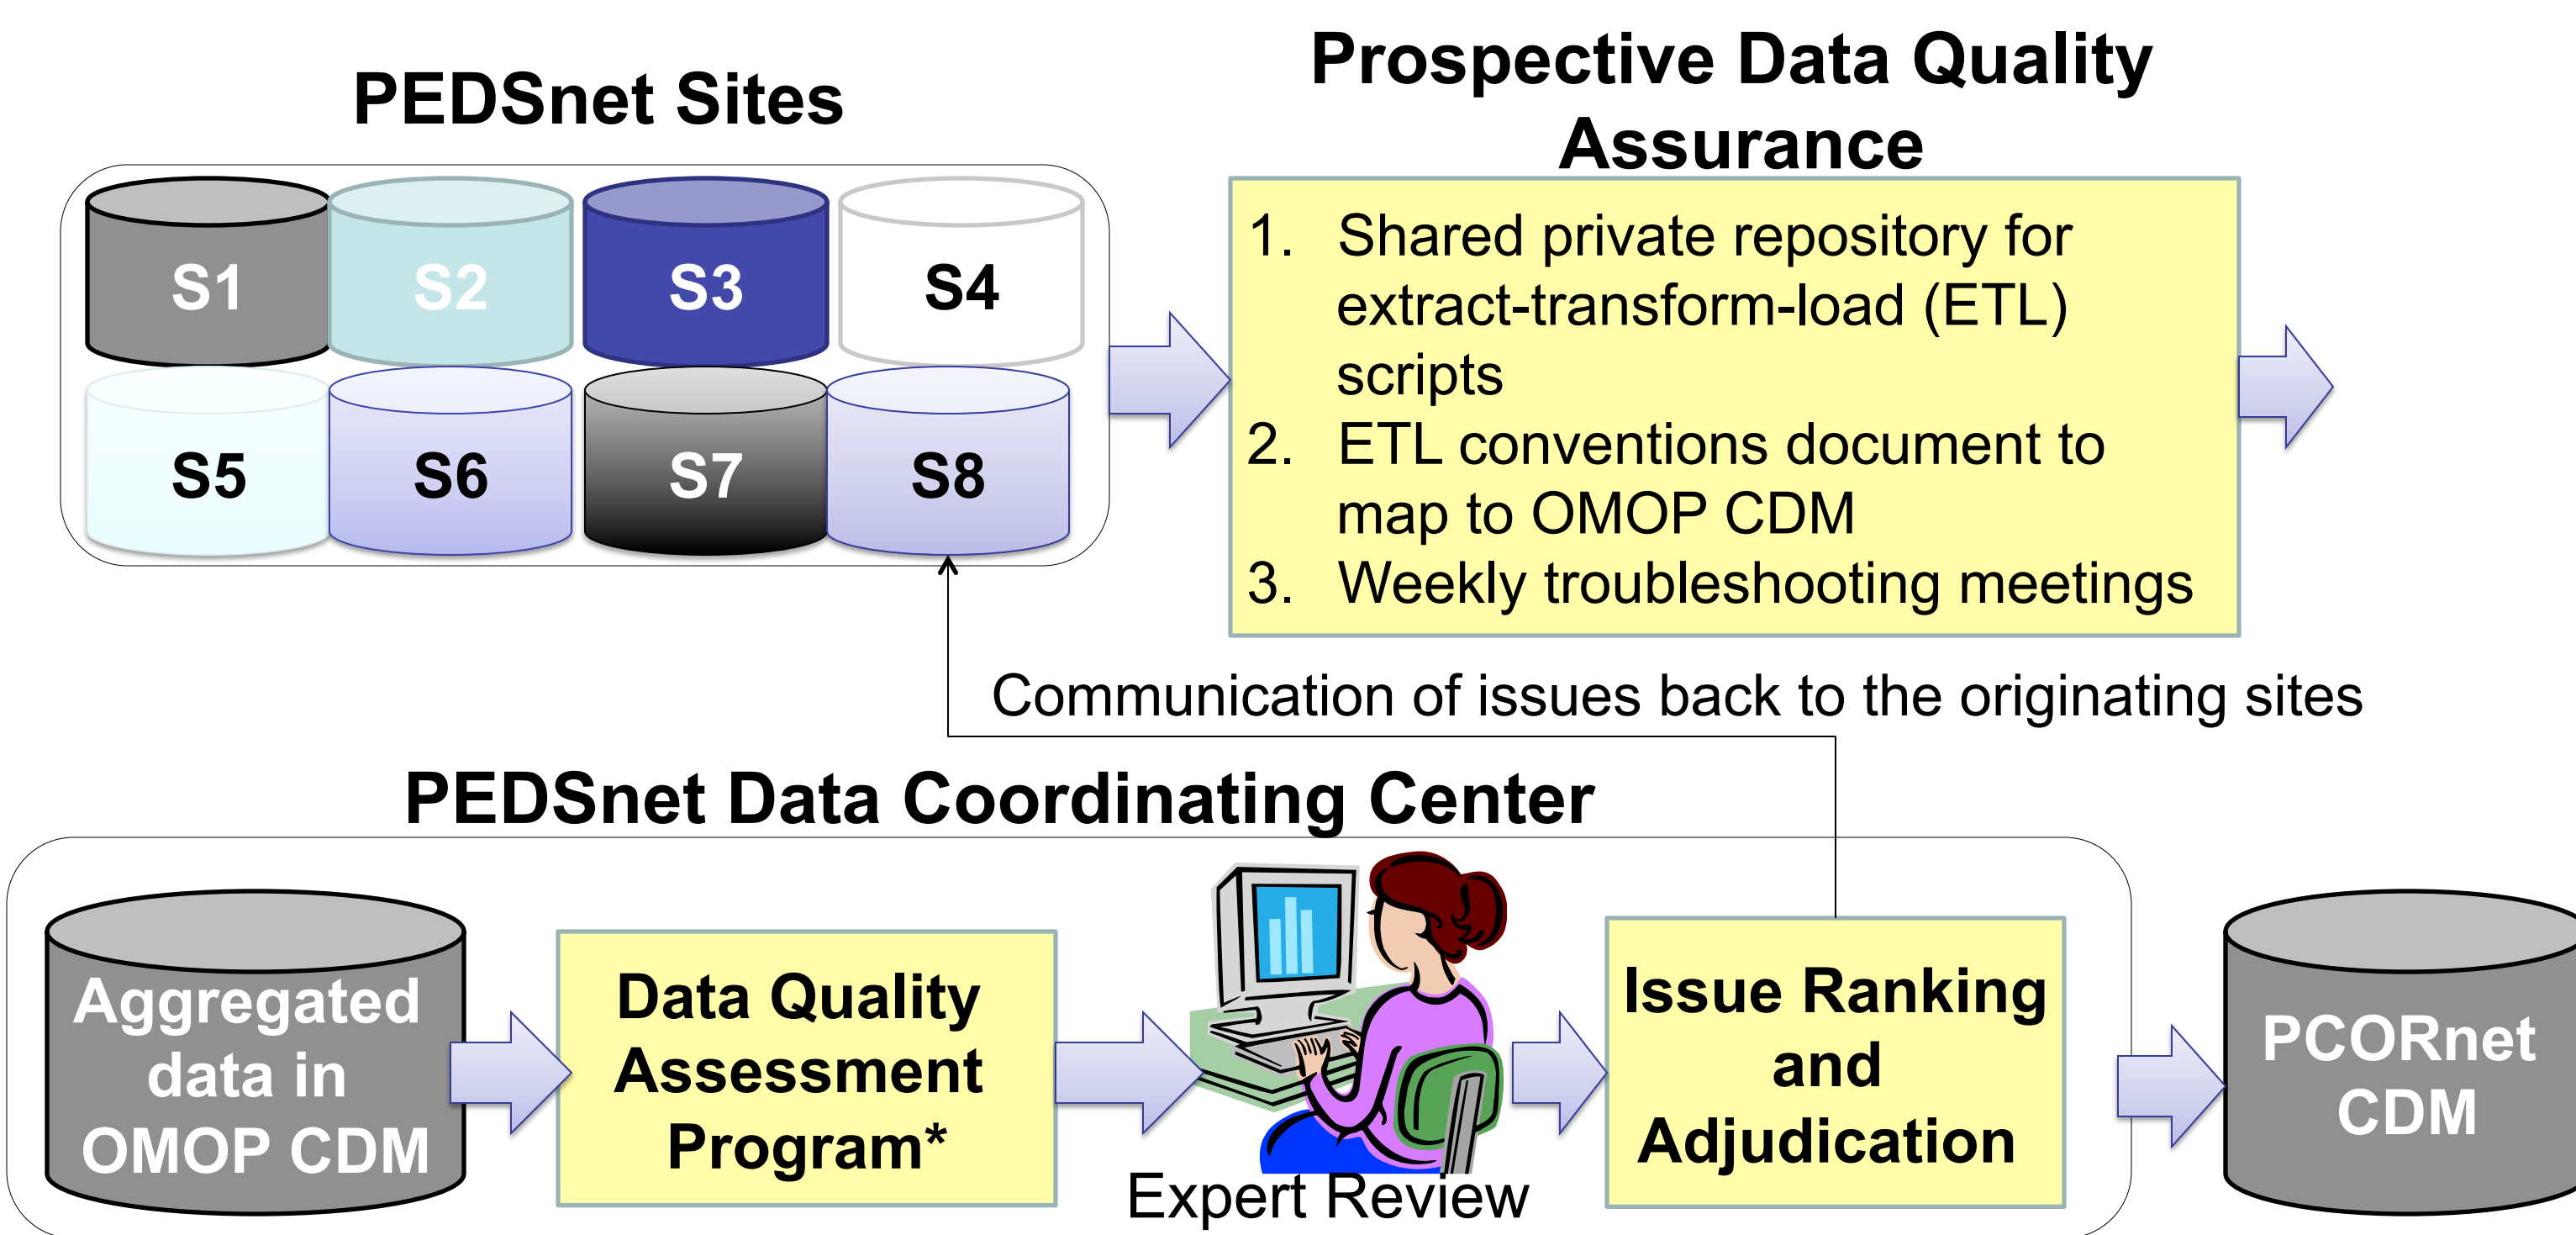 PEDSnet Sites
S1
S2
S3
S4
S5
S6
S7
S8
Prospective Data Quality
Assurance
1. Shared private repository for
extract-transform-load (ETL)
scripts
2. ETL conventions document to
map to OMOP CDM
3. Weekly troubleshooting meetings
Communication of issues back to the originating sites
PEDSnet Data Coordinating Center
Aggregated
data in
OMOP CDM
Data Quality
Assessment
Program*
Expert Review
Issue Ranking
and
Adjudication
PCORnet
CDM